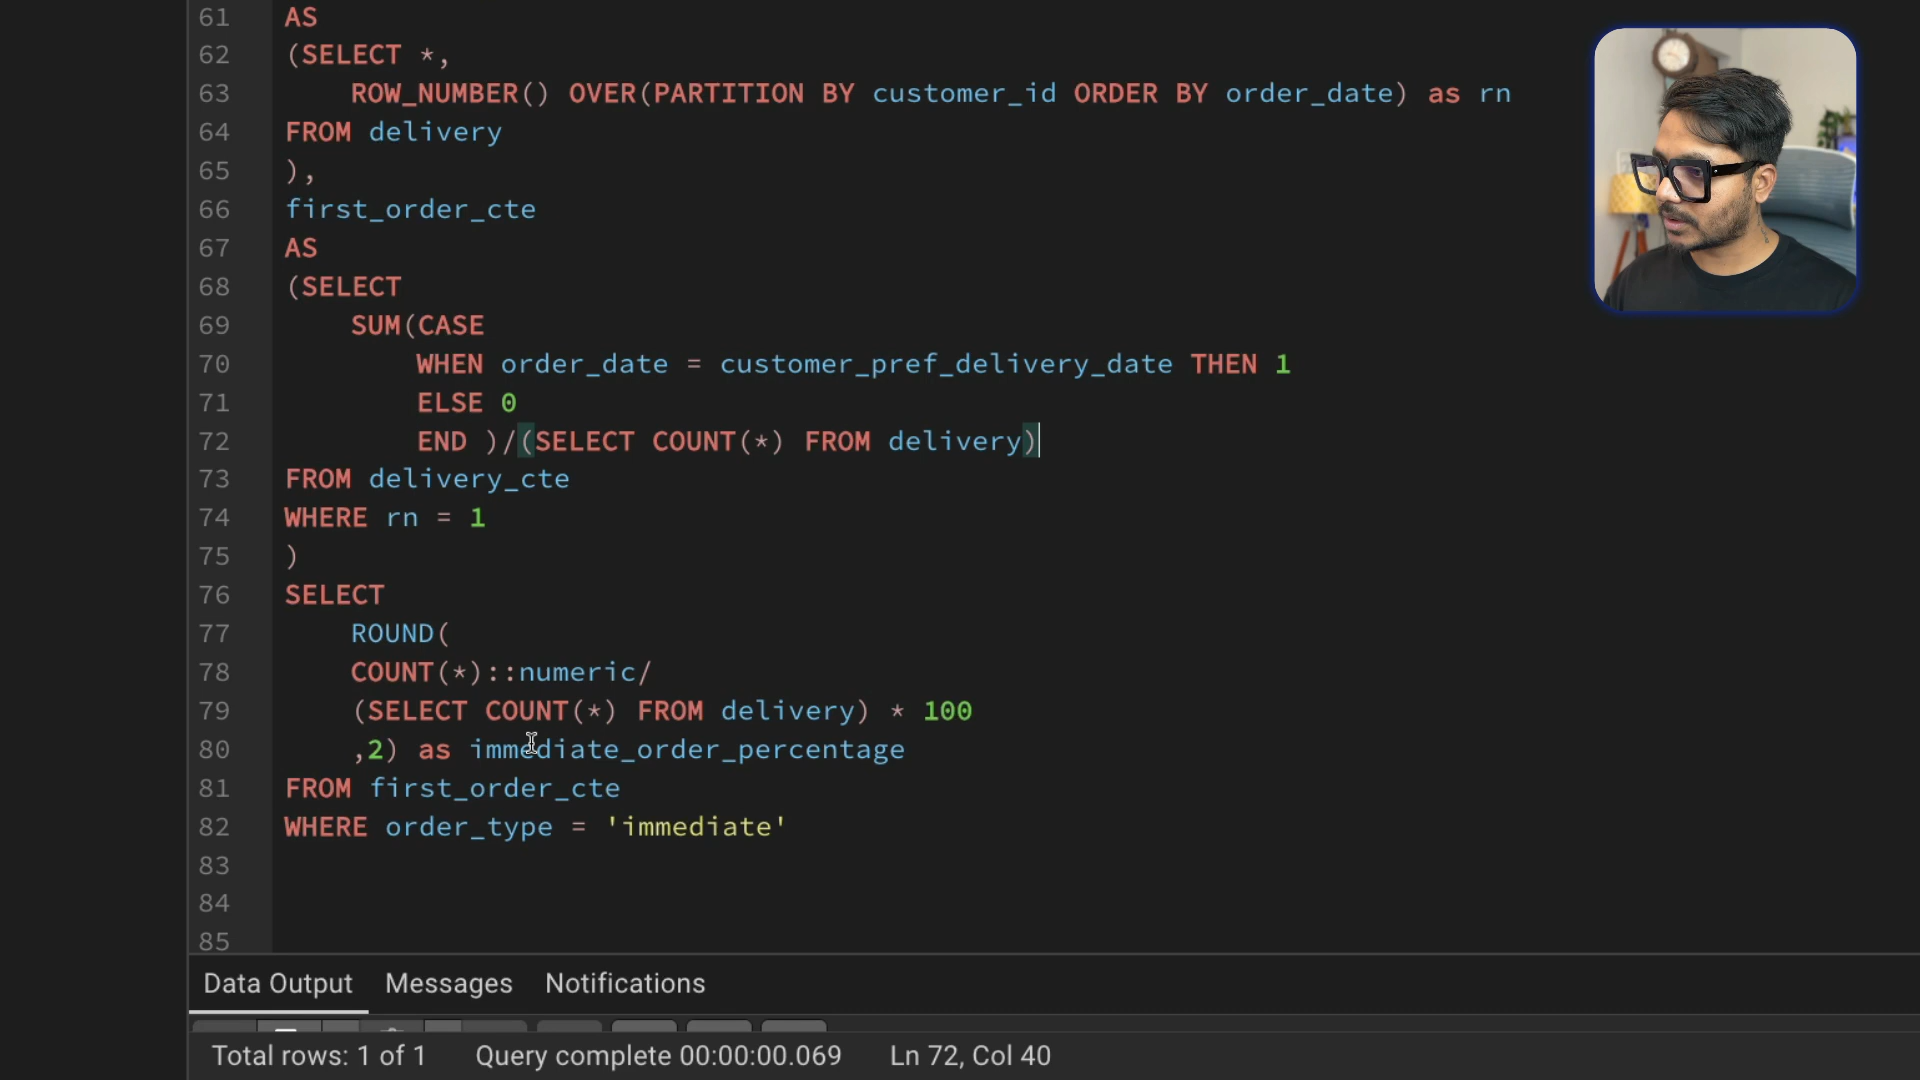 61 AS
62 (SELECT *,
63 ROW_NUMBER() OVER(PARTITION BY customer_id ORDER BY order_date) as rn
64 FROM delivery
65 ),
66 first_order_cte
67 AS
68 (SELECT
69 SUM(CASE
70 WHEN order_date = customer_pref_delivery_date THEN 1
71 ELSE 0
72 END )/(SELECT COUNT(*) FROM delivery)
73 FROM delivery_cte
74 WHERE rn = 1
75 )
76 SELECT
77 ROUND(
78 COUNT(*)::numeric/
79 (SELECT COUNT(*) FROM delivery) * 100
80 ,2) as immediate_order_percentage
81 FROM first_order_cte
82 WHERE order_type = 'immediate'
83
84
85
Data Output Messages Notifications
Total rows: 1 of 1 Query complete 00:00:00.069 Ln 72, Col 40